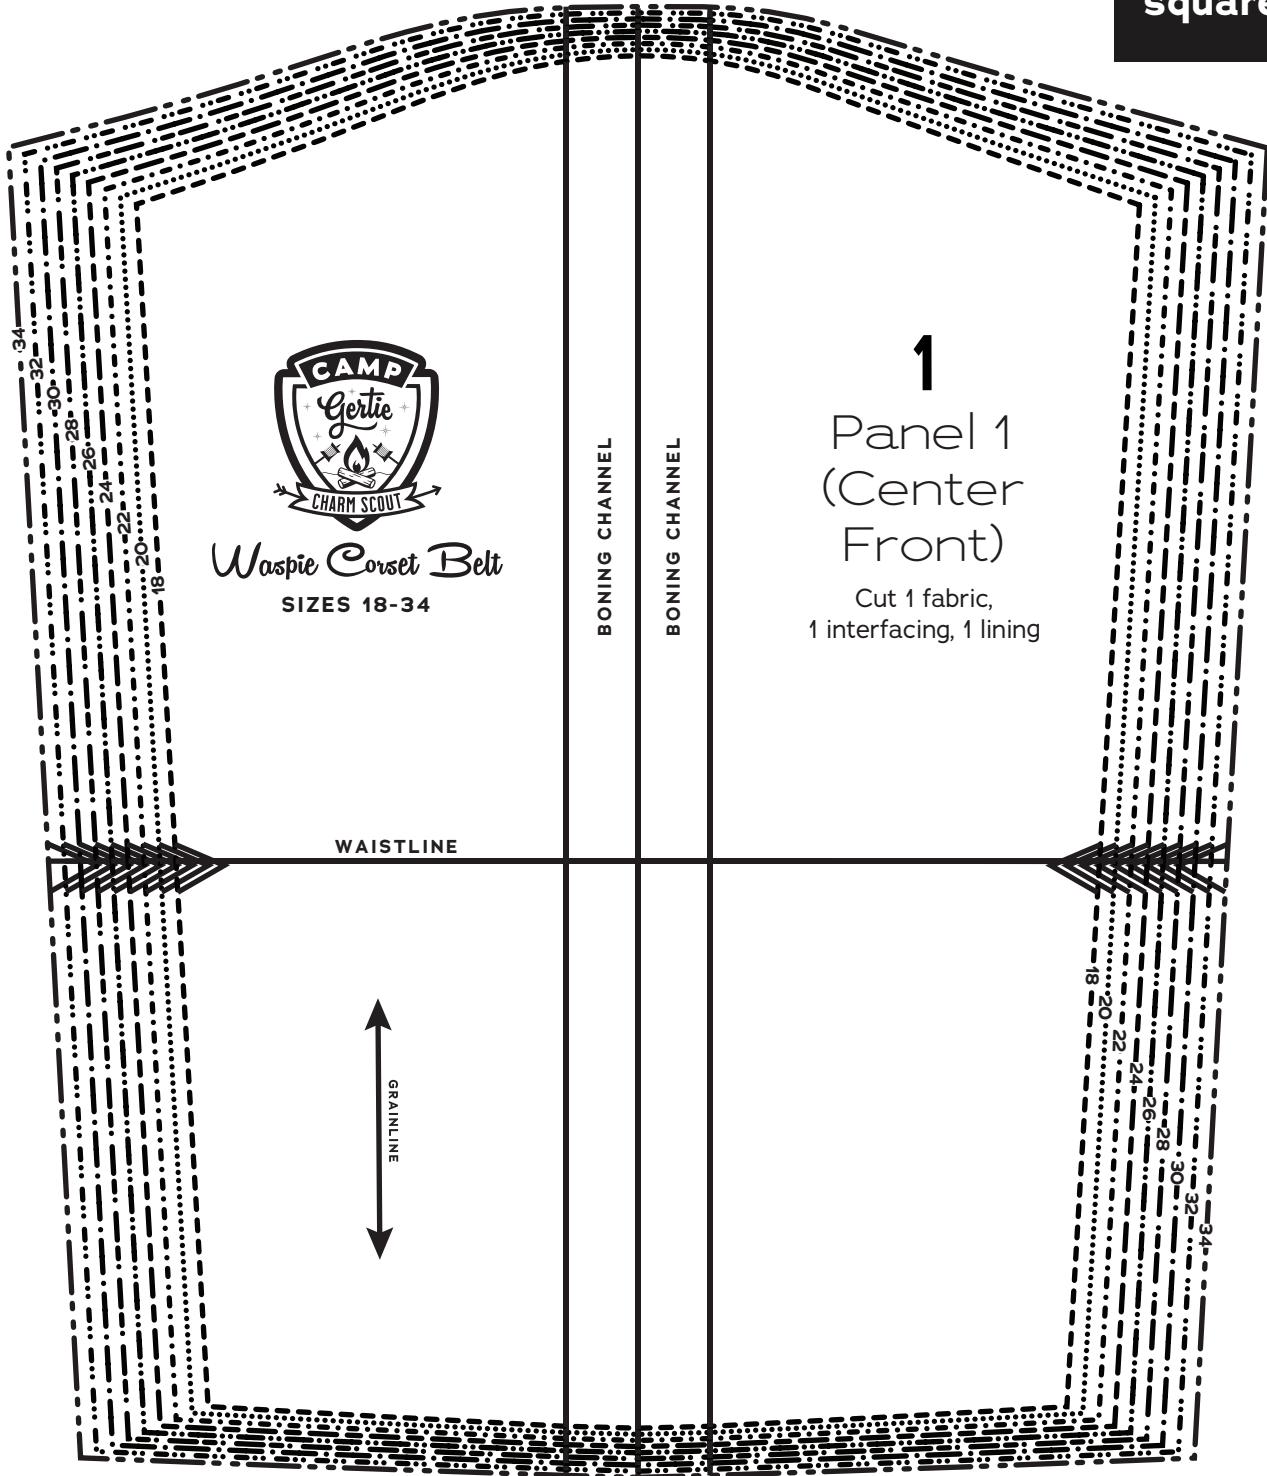 square
34
32
30
28
26
24
22
20
18
CAMP
Gertie
CHARM SCOUT
Waspie Corset Belt
SIZES 18-34
BONING CHANNEL
BONING CHANNEL
1
Panel 1
(Center
Front)
Cut 1 fabric,
1 interfacing, 1 lining
WAISTLINE
GRAINLINE
18
20
22
24
26
28
30
32
34